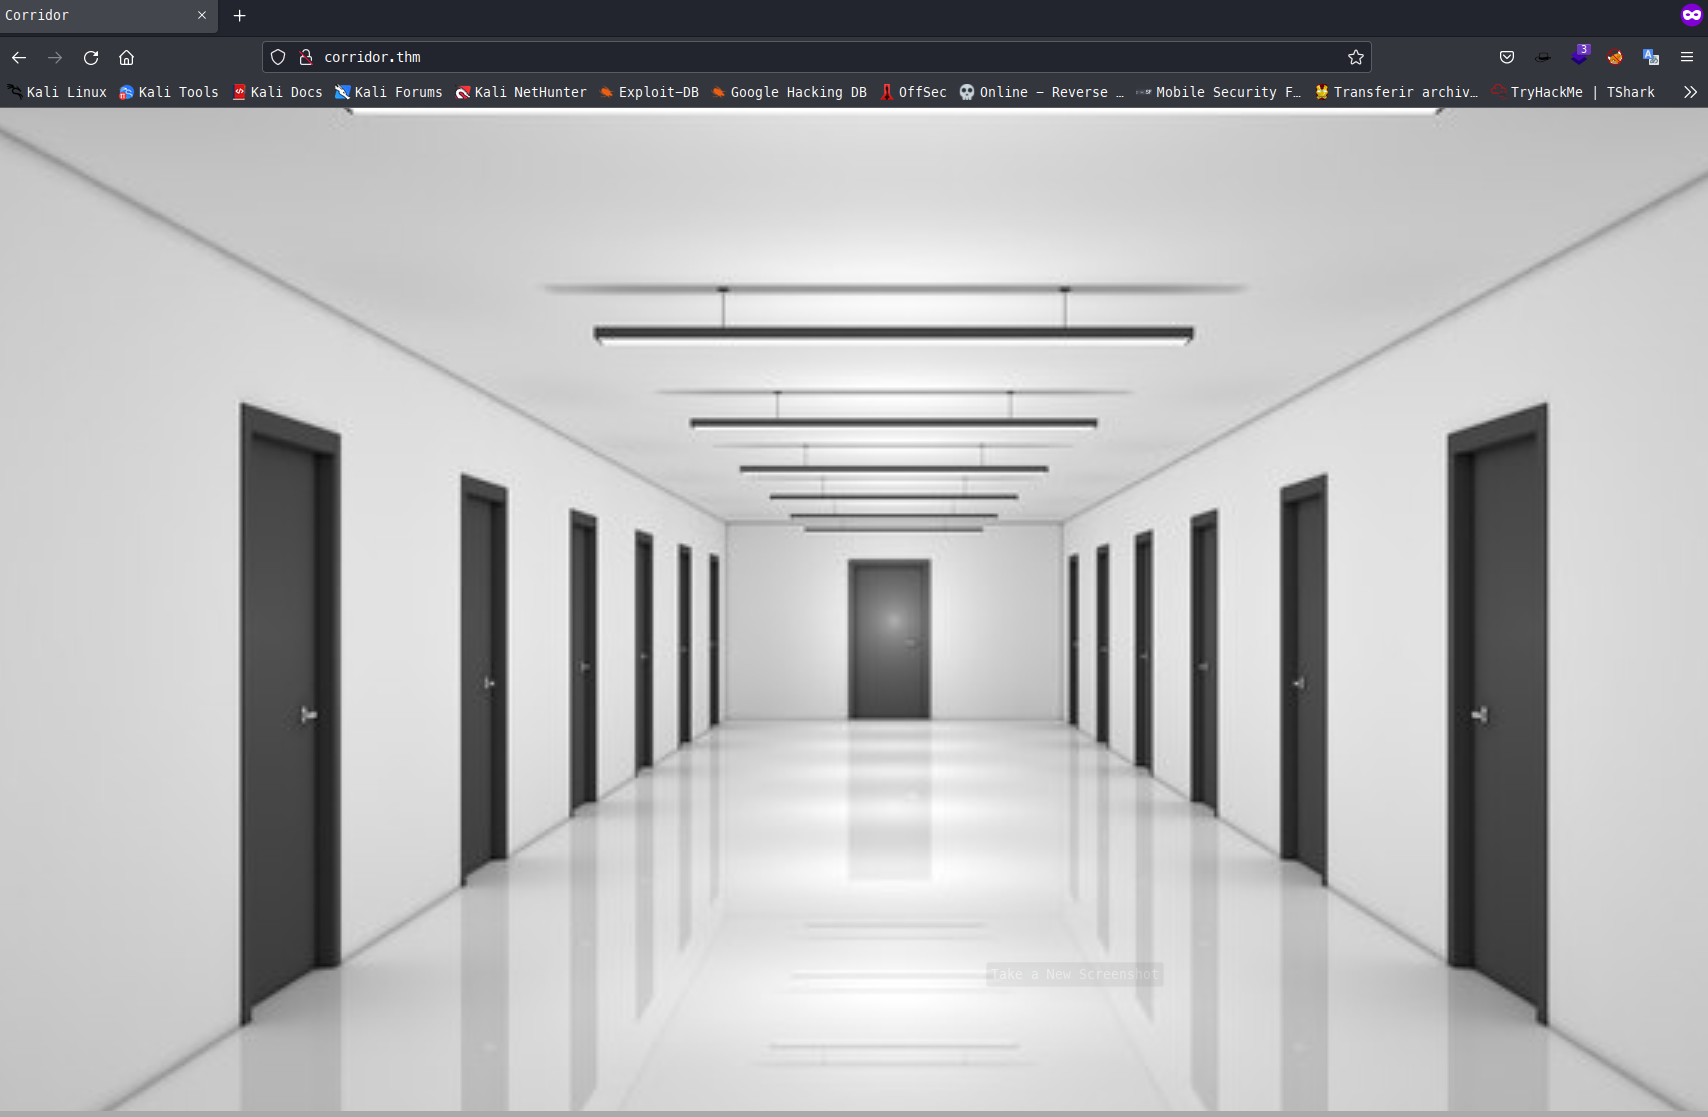 Corridor
corridor.thm
3
Kali Linux Kali Tools Kali Docs Kali Forums Kali NetHunter Exploit-DB Google Hacking DB OffSec Online - Reverse … Mobile Security F… Transferir archiv… TryHackMe | TShark
Take a New Screenshot